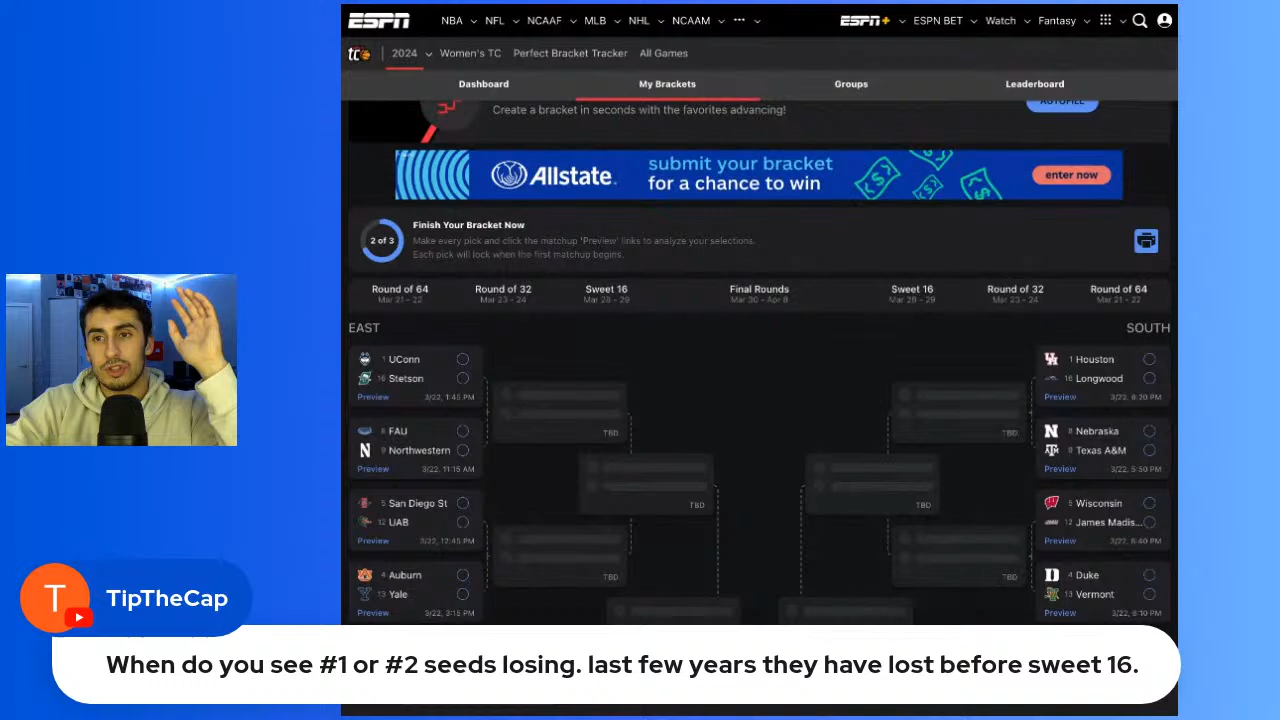 ESPN NBA NFL NCAAF MLB NHL NCAAM ESPN+ ESPN BET Watch Fantasy
tc 2024 Women's TC Perfect Bracket Tracker All Games
Dashboard My Brackets Groups Leaderboard
Create a bracket in seconds with the favorites advancing! AUTOFILL
Allstate. submit your bracket for a chance to win enter now
2 of 3
Finish Your Bracket Now
Make every pick and click the matchup 'Preview' links to analyze your selections.
Each pick will lock when the first matchup begins.
Round of 64 Round of 32 Sweet 16 Final Rounds Sweet 16 Round of 32 Round of 64
Mar 21 - 22 Mar 23 - 24 Mar 28 - 29 Mar 30 - Apr 8 Mar 28 - 29 Mar 23 - 24 Mar 21 - 22
EAST SOUTH
1 UConn
16 Stetson
Preview 3/22, 1:45 PM
8 FAU
9 Northwestern
Preview 3/22, 11:15 AM
5 San Diego St
12 UAB
Preview 3/22, 12:45 PM
4 Auburn
13 Yale
Preview 3/22, 3:15 PM
TBD
TBD
TBD
TBD
TBD
TBD
1 Houston
16 Longwood
Preview 3/22, 8:20 PM
8 Nebraska
9 Texas A&M
Preview 3/22, 5:50 PM
5 Wisconsin
12 James Madis...
Preview 3/22, 8:40 PM
4 Duke
13 Vermont
Preview 3/22, 6:10 PM
T TipTheCap
When do you see #1 or #2 seeds losing. last few years they have lost before sweet 16.